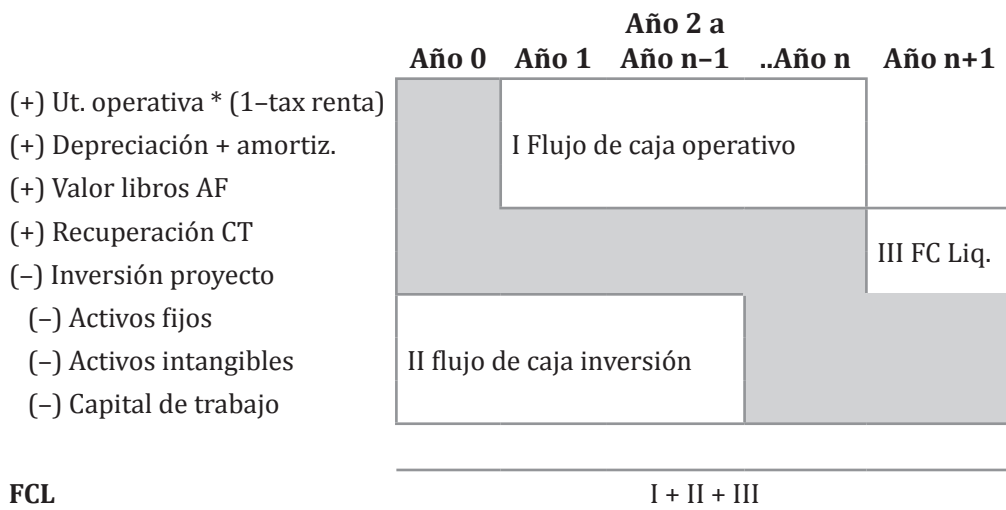 Año 2 a
Año 0 Año 1 Año n–1 ..Año n Año n+1
(+) Ut. operativa * (1–tax renta)
(+) Depreciación + amortiz. I Flujo de caja operativo
(+) Valor libros AF
(+) Recuperación CT
III FC Liq.
(–) Inversión proyecto
(–) Activos fijos
(–) Activos intangibles II flujo de caja inversión
(–) Capital de trabajo
FCL I + II + III